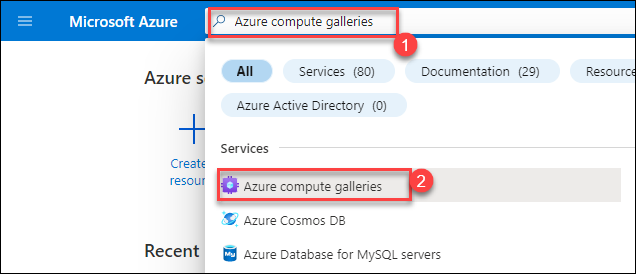 Microsoft Azure
Azure compute galleries
1
Azure s
All
Services (80)
Documentation (29)
Resource
Azure Active Directory (0)
Create
resour
Services
Azure compute galleries
2
Azure Cosmos DB
My
Azure Database for MySQL servers
Recent